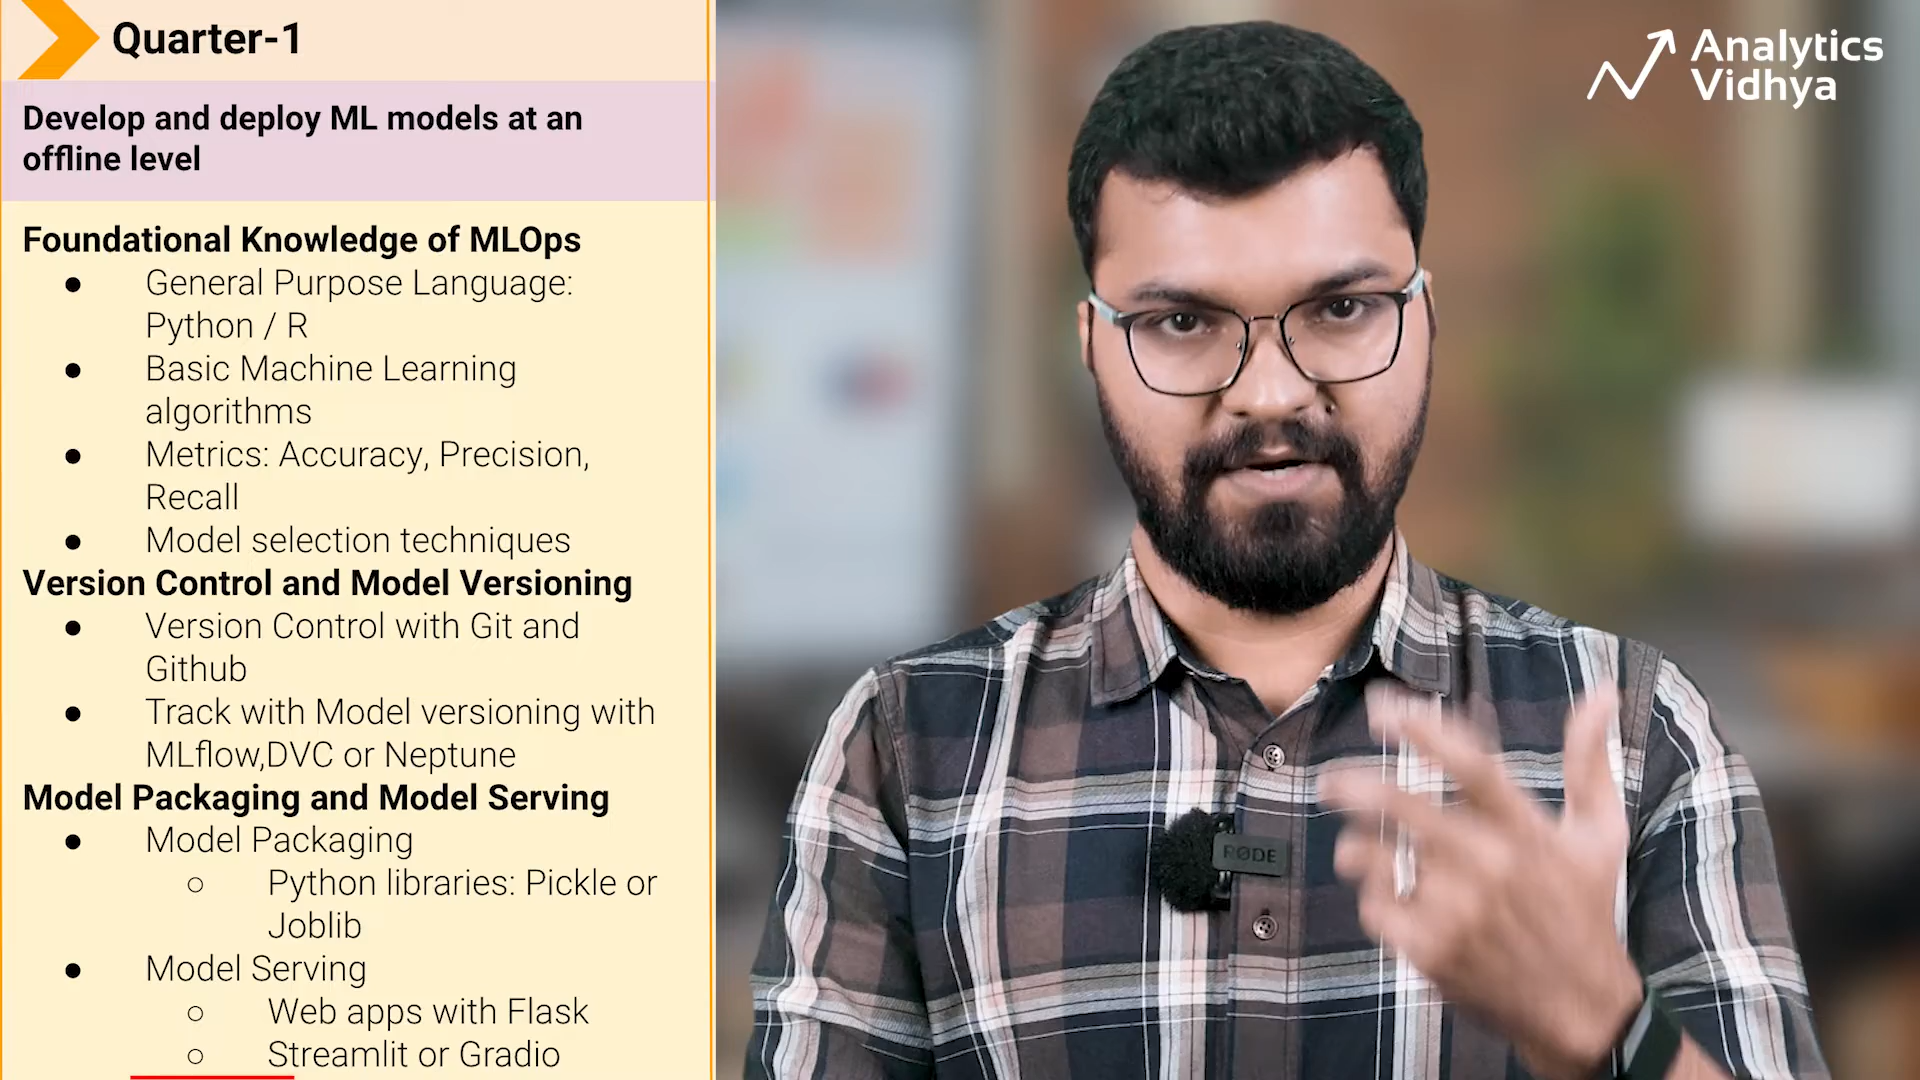 Quarter-1
Develop and deploy ML models at an
offline level
Foundational Knowledge of MLOps
● General Purpose Language:
Python / R
● Basic Machine Learning
algorithms
● Metrics: Accuracy, Precision,
Recall
● Model selection techniques
Version Control and Model Versioning
● Version Control with Git and
Github
● Track with Model versioning with
MLflow,DVC or Neptune
Model Packaging and Model Serving
● Model Packaging
○ Python libraries: Pickle or
Joblib
● Model Serving
○ Web apps with Flask
○ Streamlit or Gradio
Analytics
Vidhya
RØDE